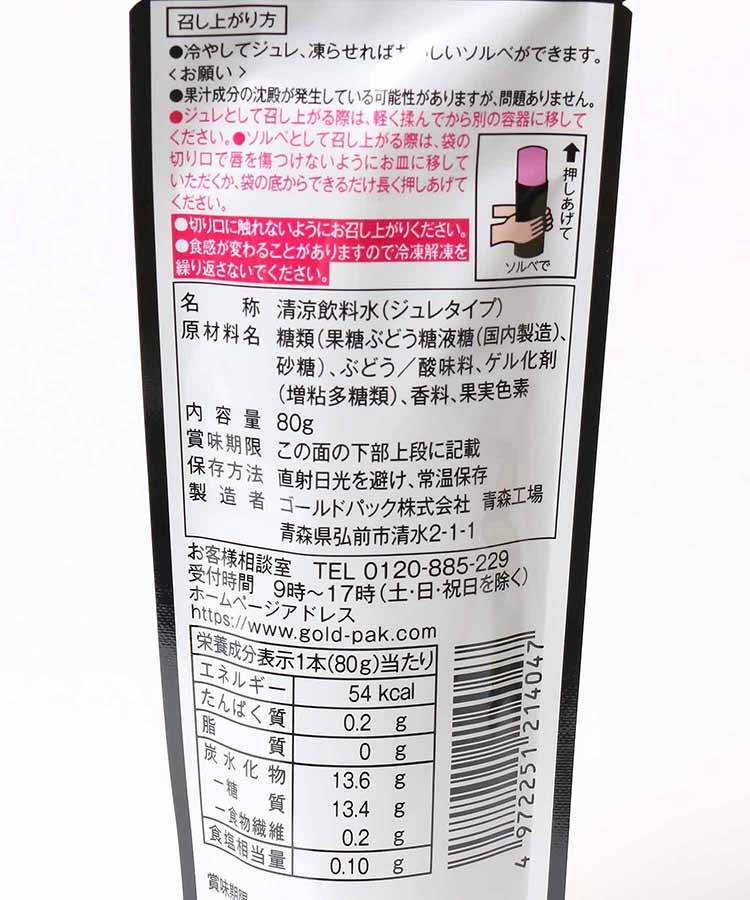 召し上がり方
●冷やしてジュレ、凍らせればお　しいソルベができます。
<お願い>
●果汁成分の沈殿が発生している可能性がありますが、問題ありません。
●ジュレとして召し上がる際は、軽く揉んでから別の容器に移して
ください。●ソルベとして召し上がる際は、袋の
切り口で唇を傷つけないようにお皿に移して
いただくか、袋の底からできるだけ長く押しあげて
ください。
●切り口に触れないようにお召し上がりください。
●食感が変わることがありますので冷凍解凍を
繰り返さないでください。
押しあげて
ソルベで
名称 清涼飲料水(ジュレタイプ)
原材料名 糖類(果糖ぶどう糖液糖(国内製造)、
砂糖)、ぶどう/酸味料、ゲル化剤
(増粘多糖類)、香料、果実色素
内容量 80g
賞味期限 この面の下部上段に記載
保存方法 直射日光を避け、常温保存
製造者 ゴールドパック株式会社 青森工場
青森県弘前市清水2-1-1
お客様相談室 TEL 0120-885-229
受付時間 9時〜17時(土・日・祝日を除く)
ホームページアドレス
https://www.gold-pak.com
栄養成分表示1本(80g)当たり
エネルギー 54 kcal
たんぱく質 0.2 g
脂質 0 g
炭水化物 13.6 g
－糖質 13.4 g
－食物繊維 0.2 g
食塩相当量 0.10 g
4 972251 214047
賞味期限